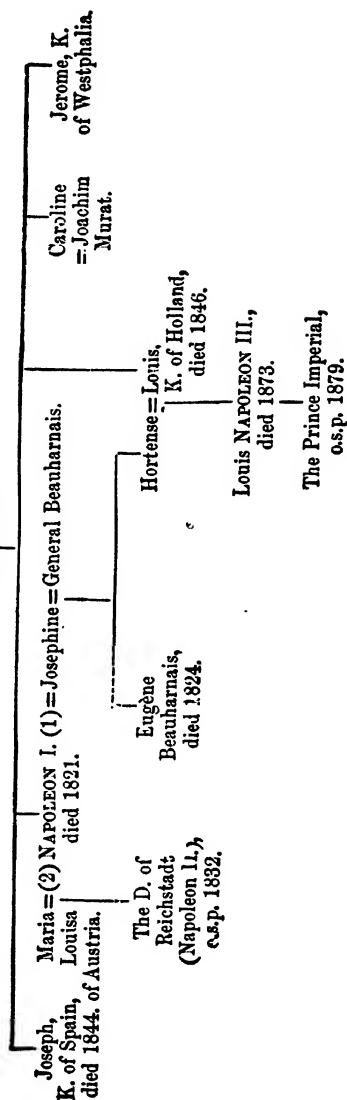 Joseph,
K. of Spain,
died 1844.
Maria=(2) NAPOLEON I. (1)=Josephine=General Beauharnais.
Louisa
of Austria.
died 1821.
Caroline
=Joachim
Murat.
Jerome, K.
of Westphalia.
The D. of
Reichstadt
(Napoleon II.),
o.s.p. 1832.
Eugène
Beauharnais,
died 1824.
Hortense=Louis,
K. of Holland,
died 1846.
Louis NAPOLEON III.,
died 1873.
The Prince Imperial,
o.s.p. 1879.